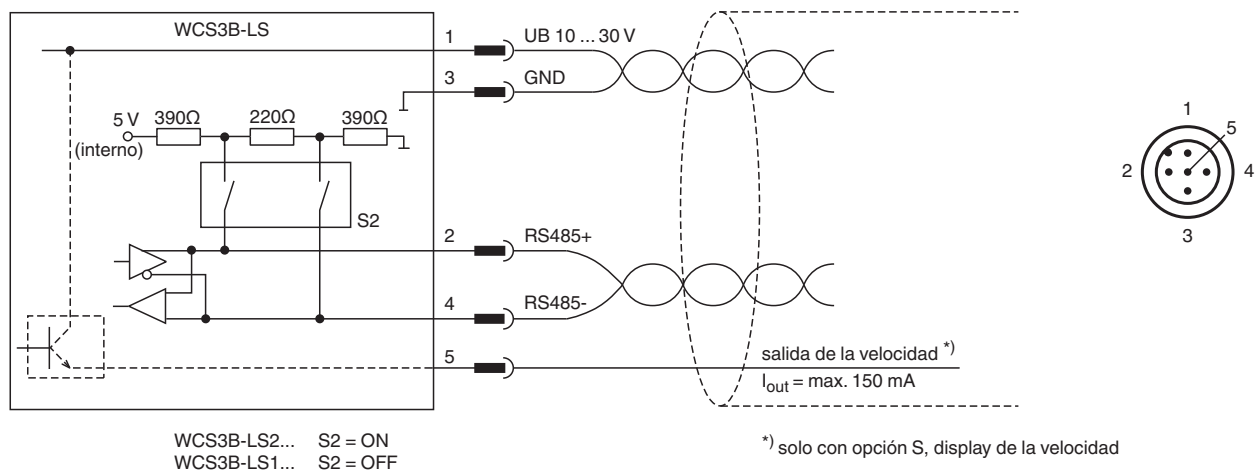 WCS3B-LS
1
UB 10 ... 30 V
3
GND
5 V
(interno)
390Ω
220Ω
390Ω
S2
2
RS485+
4
RS485-
5
salida de la velocidad *)
Iout = max. 150 mA
1
5
2
4
3
WCS3B-LS2... S2 = ON
WCS3B-LS1... S2 = OFF
*) solo con opción S, display de la velocidad